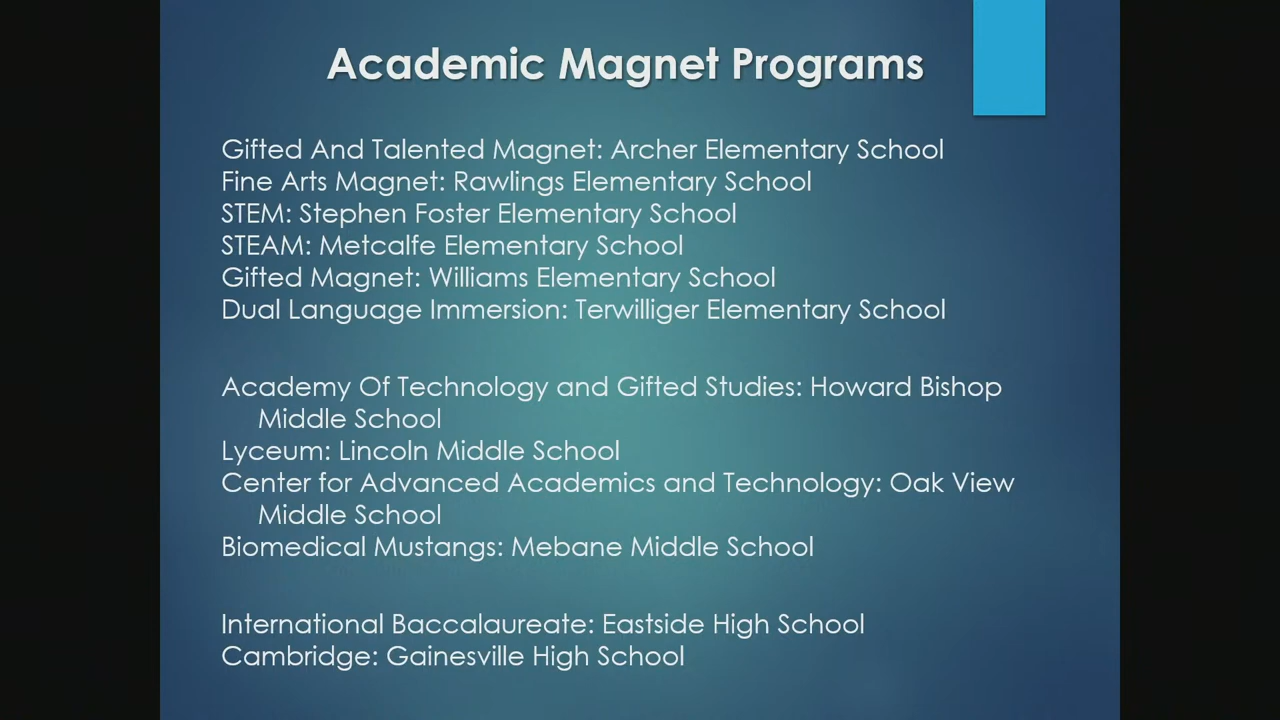 Academic Magnet Programs
Gifted And Talented Magnet: Archer Elementary School
Fine Arts Magnet: Rawlings Elementary School
STEM: Stephen Foster Elementary School
STEAM: Metcalfe Elementary School
Gifted Magnet: Williams Elementary School
Dual Language Immersion: Terwilliger Elementary School
Academy Of Technology and Gifted Studies: Howard Bishop
Middle School
Lyceum: Lincoln Middle School
Center for Advanced Academics and Technology: Oak View
Middle School
Biomedical Mustangs: Mebane Middle School
International Baccalaureate: Eastside High School
Cambridge: Gainesville High School